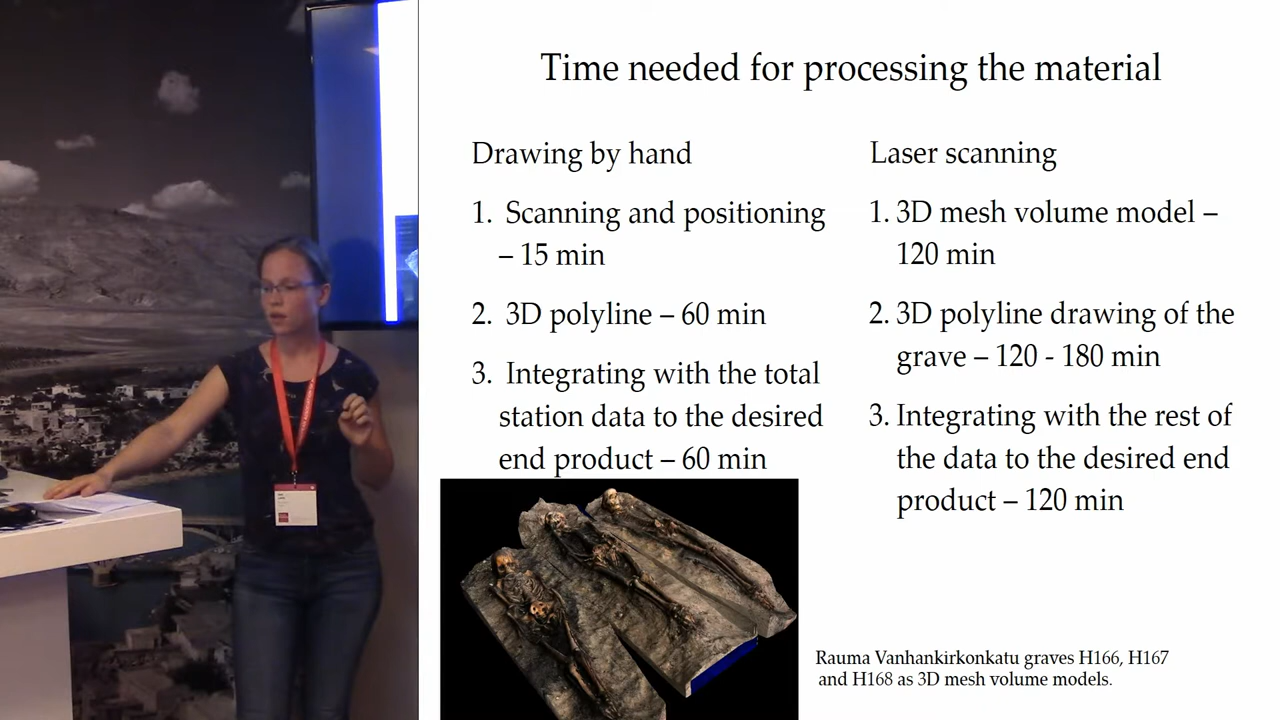 Time needed for processing the material
Drawing by hand
1. Scanning and positioning
– 15 min
2. 3D polyline – 60 min
3. Integrating with the total
station data to the desired
end product – 60 min
Laser scanning
1. 3D mesh volume model –
120 min
2. 3D polyline drawing of the
grave – 120 - 180 min
3. Integrating with the rest of
the data to the desired end
product – 120 min
Rauma Vanhankirkonkatu graves H166, H167
and H168 as 3D mesh volume models.